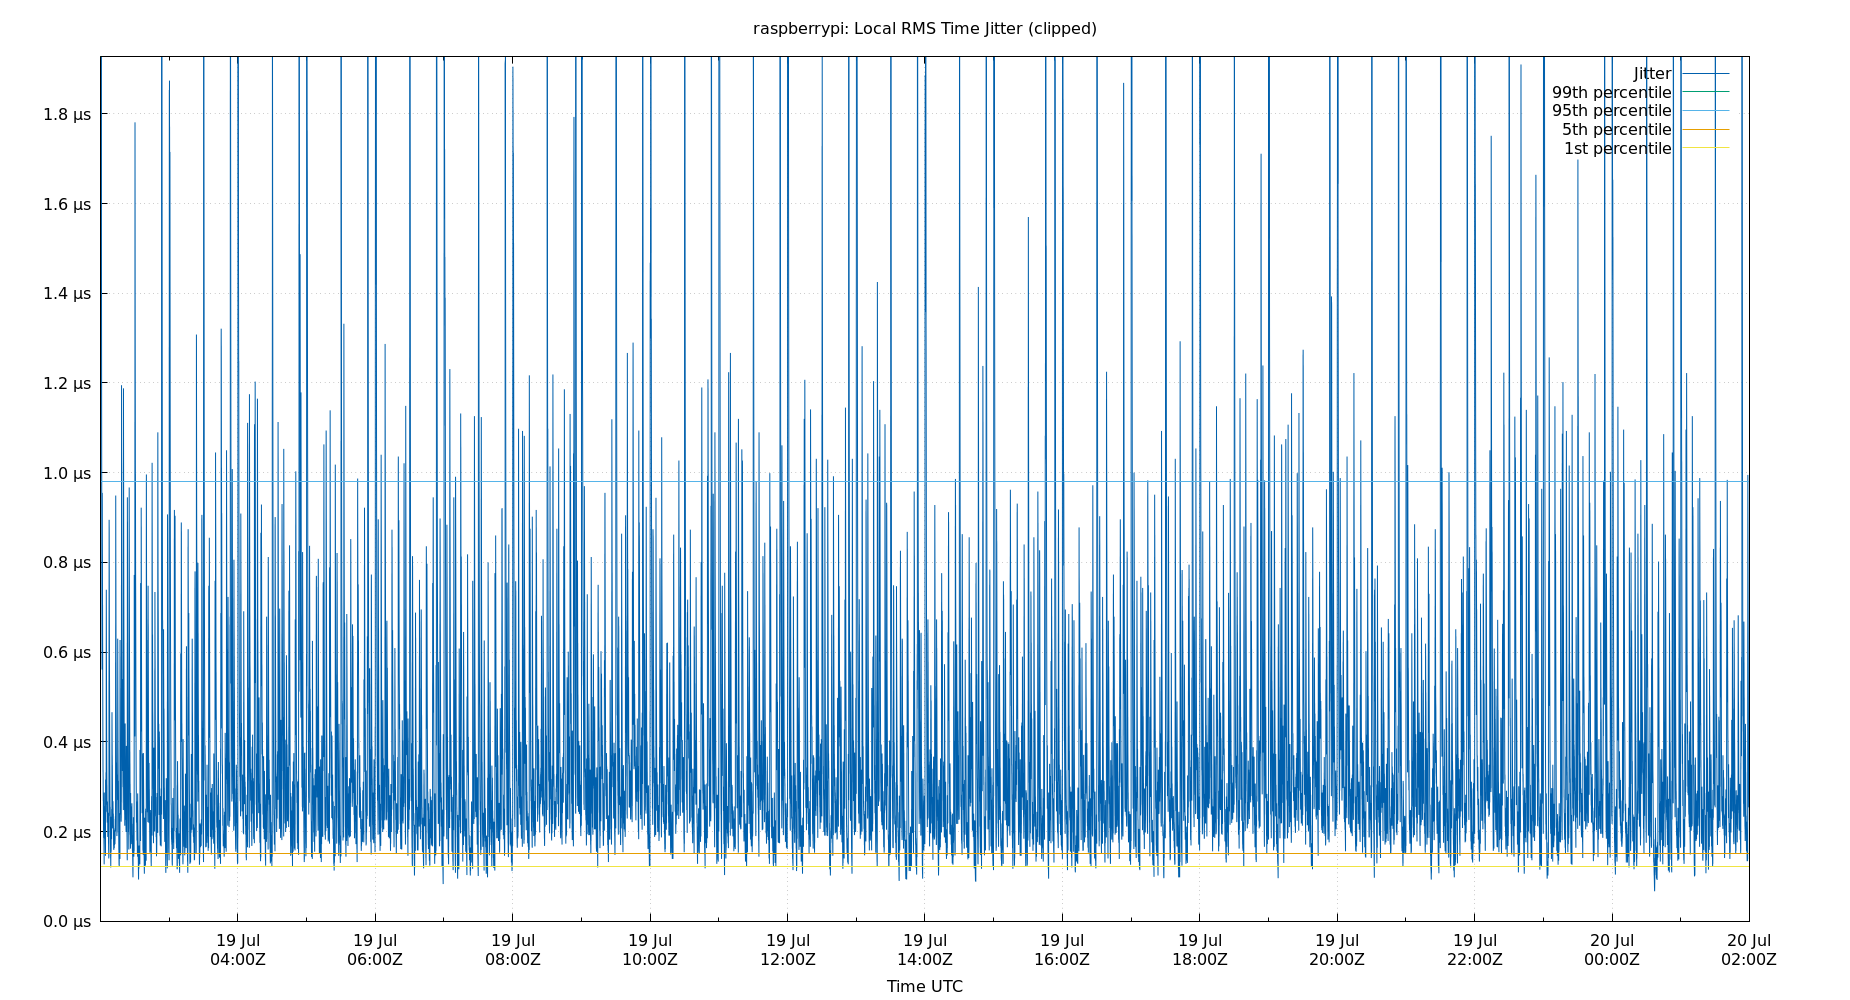 raspberrypi: Local RMS Time Jitter (clipped)
Jitter
99th percentile
95th percentile
5th percentile
1st percentile
1.8 µs
1.6 µs
1.4 µs
1.2 µs
1.0 µs
0.8 µs
0.6 µs
0.4 µs
0.2 µs
0.0 µs
19 Jul 19 Jul 19 Jul 19 Jul 19 Jul 19 Jul 19 Jul 19 Jul 19 Jul 19 Jul 20 Jul 20 Jul
04:00Z 06:00Z 08:00Z 10:00Z 12:00Z 14:00Z 16:00Z 18:00Z 20:00Z 22:00Z 00:00Z 02:00Z
Time UTC